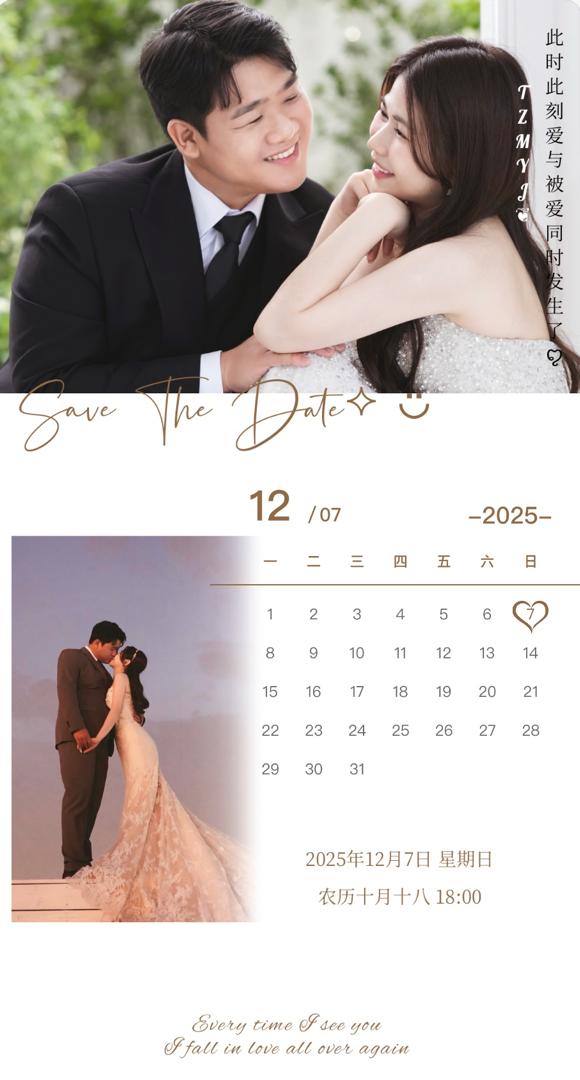 此时此刻爱与被爱同时发生了
TZMYJ
Save The Date
12 / 07 –2025–
一 二 三 四 五 六 日
1 2 3 4 5 6 7
8 9 10 11 12 13 14
15 16 17 18 19 20 21
22 23 24 25 26 27 28
29 30 31
2025年12月7日 星期日
农历十月十八 18:00
Every time I see you
I fall in love all over again